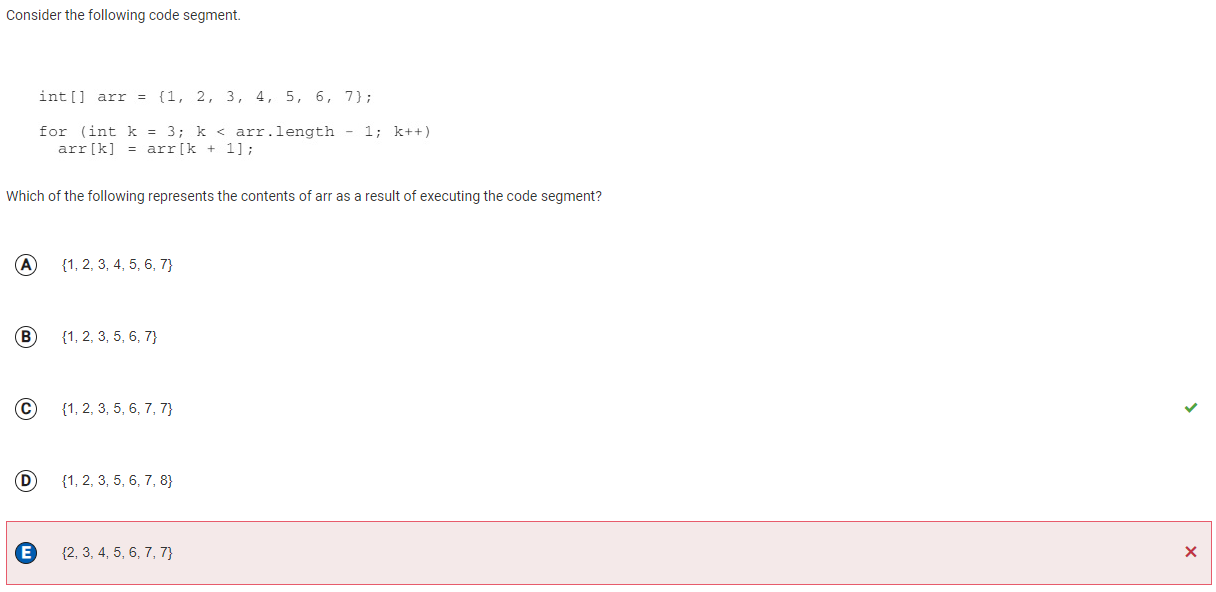 Consider the following code segment.
int[] arr = {1, 2, 3, 4, 5, 6, 7};
for (int k = 3; k < arr.length - 1; k++)
arr[k] = arr[k + 1];
Which of the following represents the contents of arr as a result of executing the code segment?
A {1, 2, 3, 4, 5, 6, 7}
B {1, 2, 3, 5, 6, 7}
C {1, 2, 3, 5, 6, 7, 7}
D {1, 2, 3, 5, 6, 7, 8}
E {2, 3, 4, 5, 6, 7, 7}